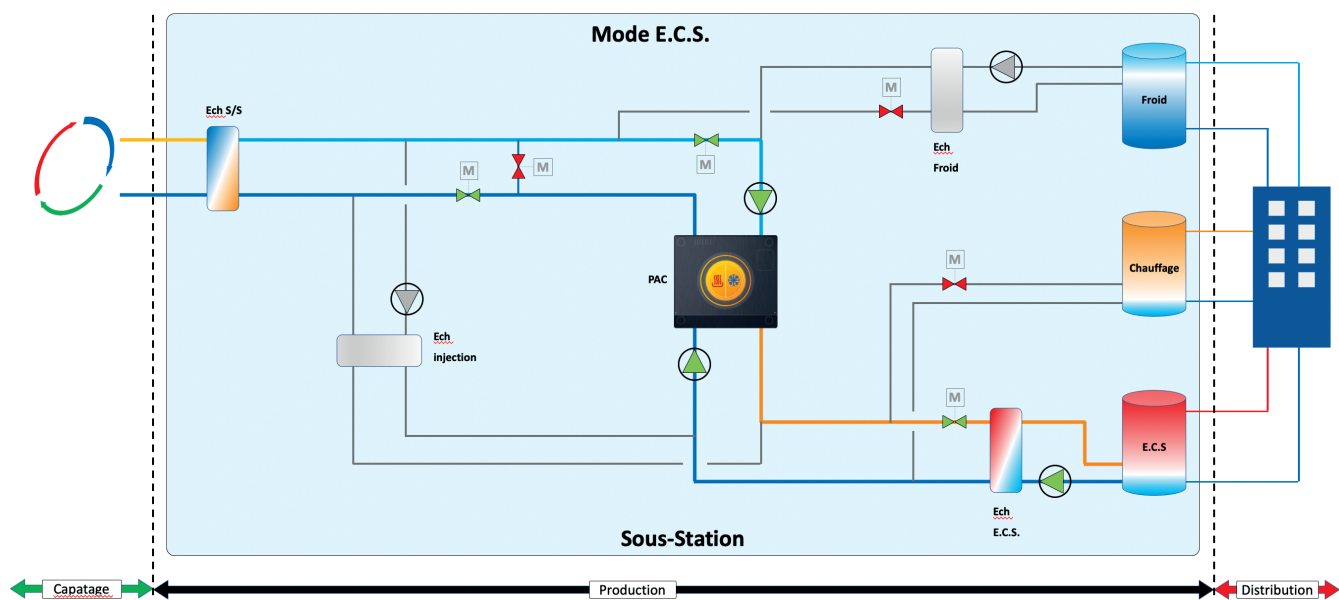 Mode E.C.S.
M
Froid
Ech S/S
Ech
Froid
M
M
M
M
Chauffage
PAC
Ech
injection
M
E.C.S
Ech
E.C.S.
Sous-Station
Capatage
Production
Distribution